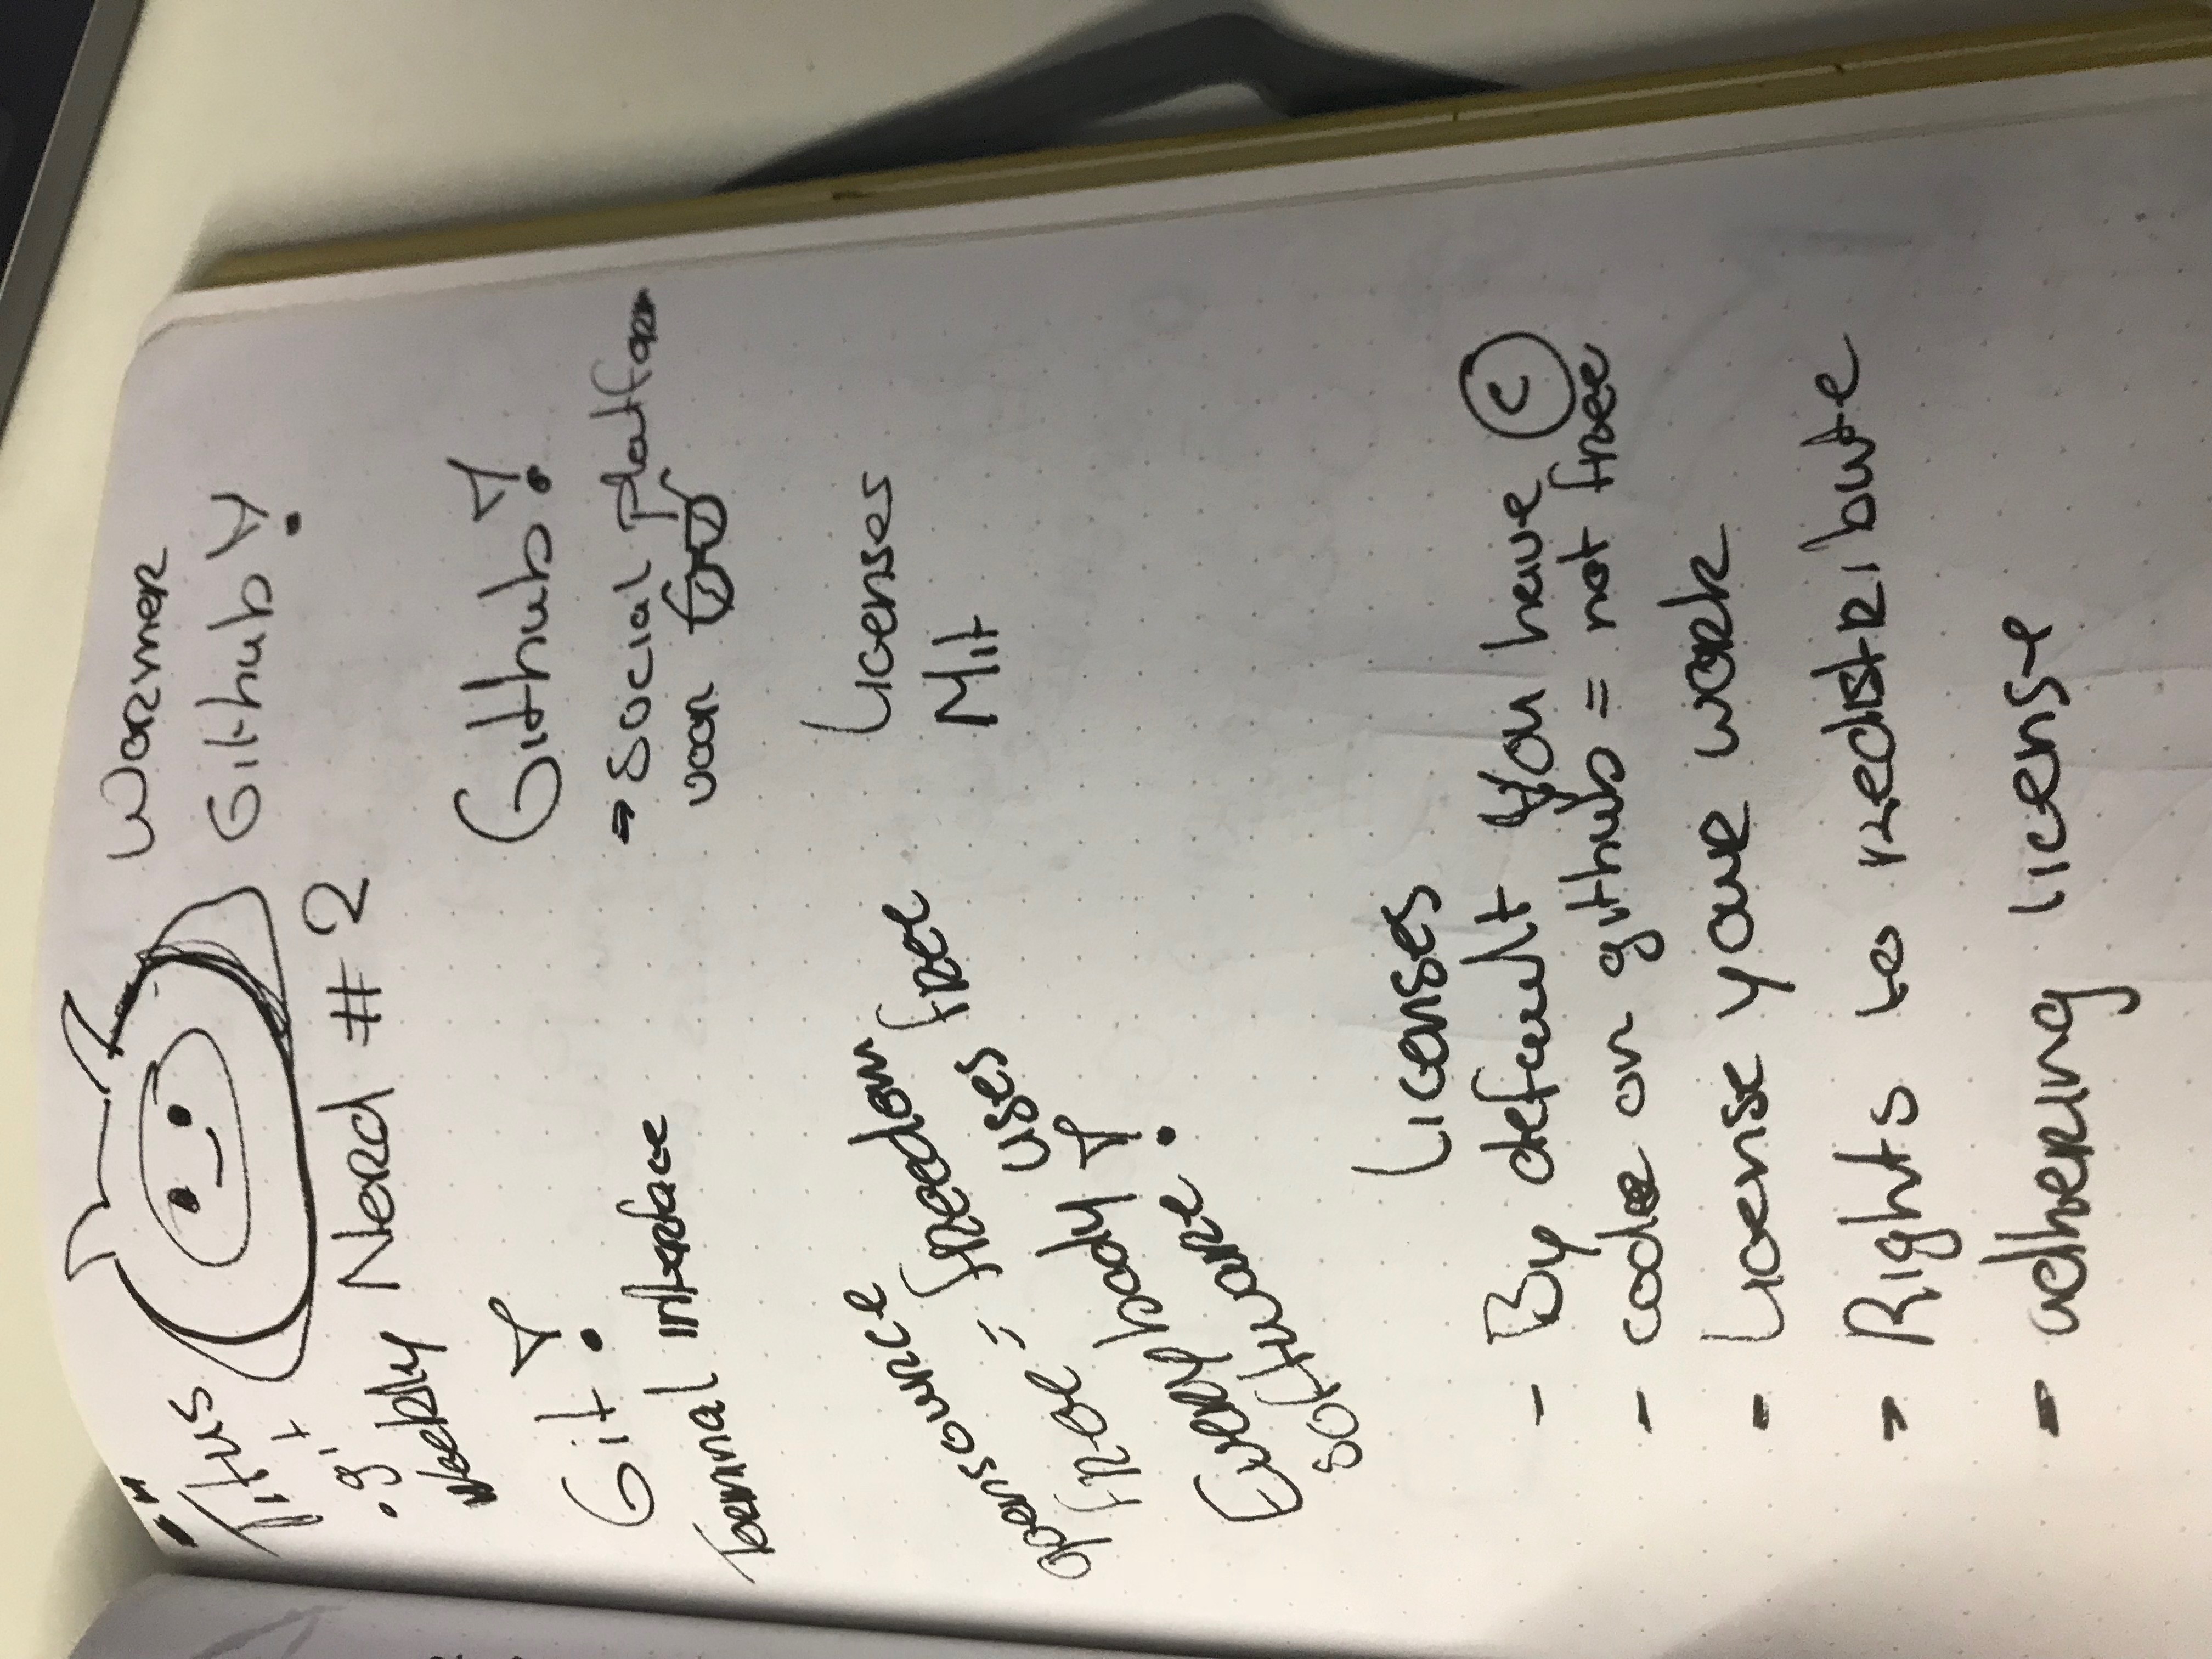 Titus
Wormer
.git
Github!
Weekly Nerd #2
Git!
Terminal interface
Github!
→ Social platform
voor
opensource
free = freedom
Everybody uses free
software!
Licenses
Mit
Licenses
- By default you have ©
- code on github = not free
- License your work
- Rights to redistribute
- adhering license